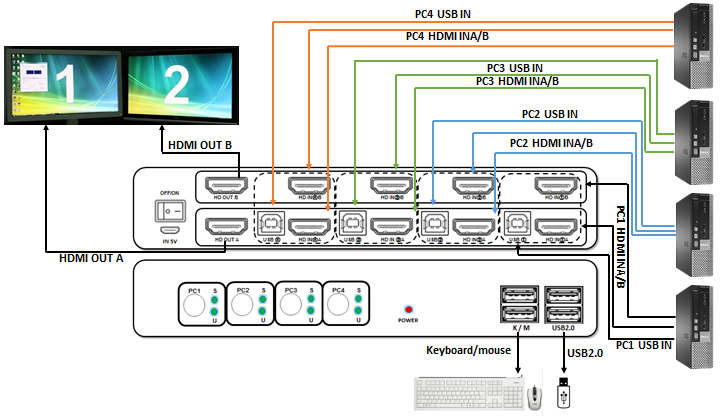 PC4 USB IN
PC4 HDMI INA/B
PC3 USB IN
PC3 HDMI INA/B
PC2 USB IN
PC2 HDMI INA/B
1
2
HDMI OUT B
HDMI OUT A
OFF/ON
IN 5V
HD OUT B
HD OUT A
PC1 HDMI INA/B
PC1 USB IN
PC1
S
U
PC2
S
U
PC3
S
U
PC4
S
U
POWER
K / M
USB2.0
Keyboard/mouse
USB2.0